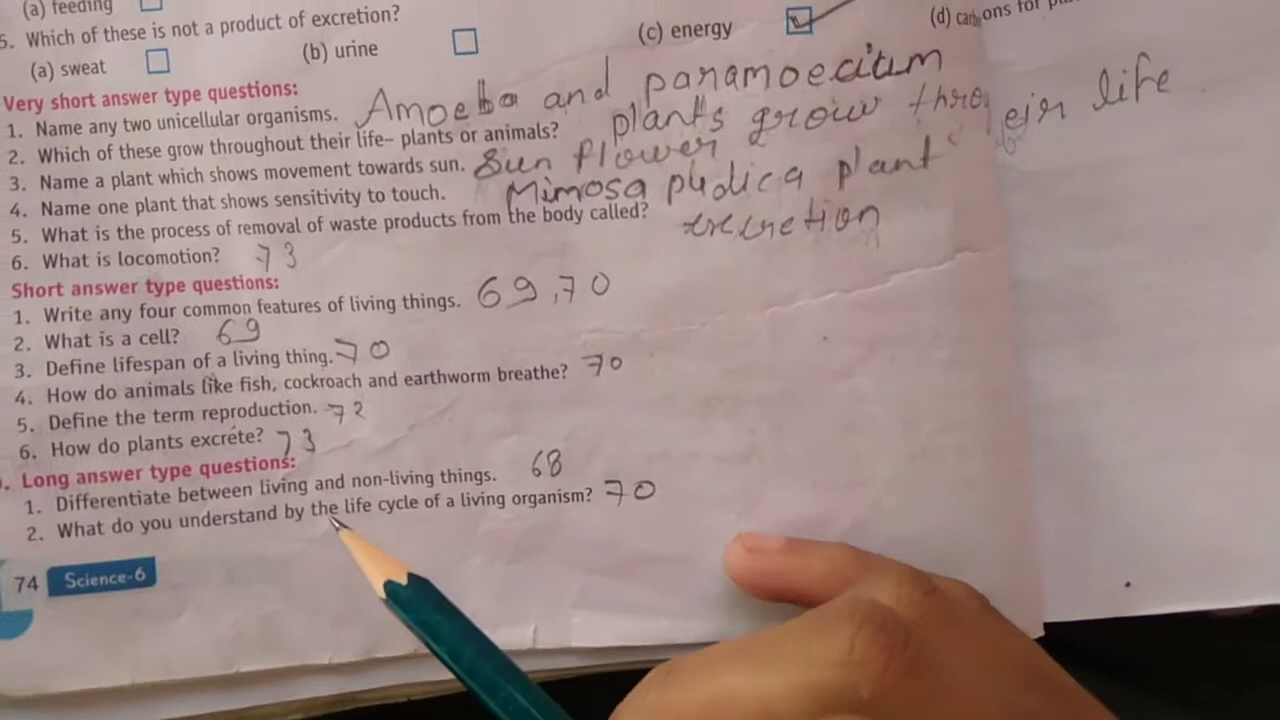 (a) feeding
5. Which of these is not a product of excretion?
(a) sweat (b) urine (c) energy (d)
Very short answer type questions:
1. Name any two unicellular organisms. Amoeba and paramoecium
2. Which of these grow throughout their life– plants or animals? plants grow life
3. Name a plant which shows movement towards sun. Sun flower
4. Name one plant that shows sensitivity to touch. Mimosa pudica plant
5. What is the process of removal of waste products from the body called? excretion
6. What is locomotion? 73
Short answer type questions:
1. Write any four common features of living things. 69,70
2. What is a cell? 69
3. Define lifespan of a living thing. 70
4. How do animals like fish, cockroach and earthworm breathe? 70
5. Define the term reproduction. 72
6. How do plants excrete? 73
. Long answer type questions:
1. Differentiate between living and non-living things. 68
2. What do you understand by the life cycle of a living organism? 70
74 Science-6